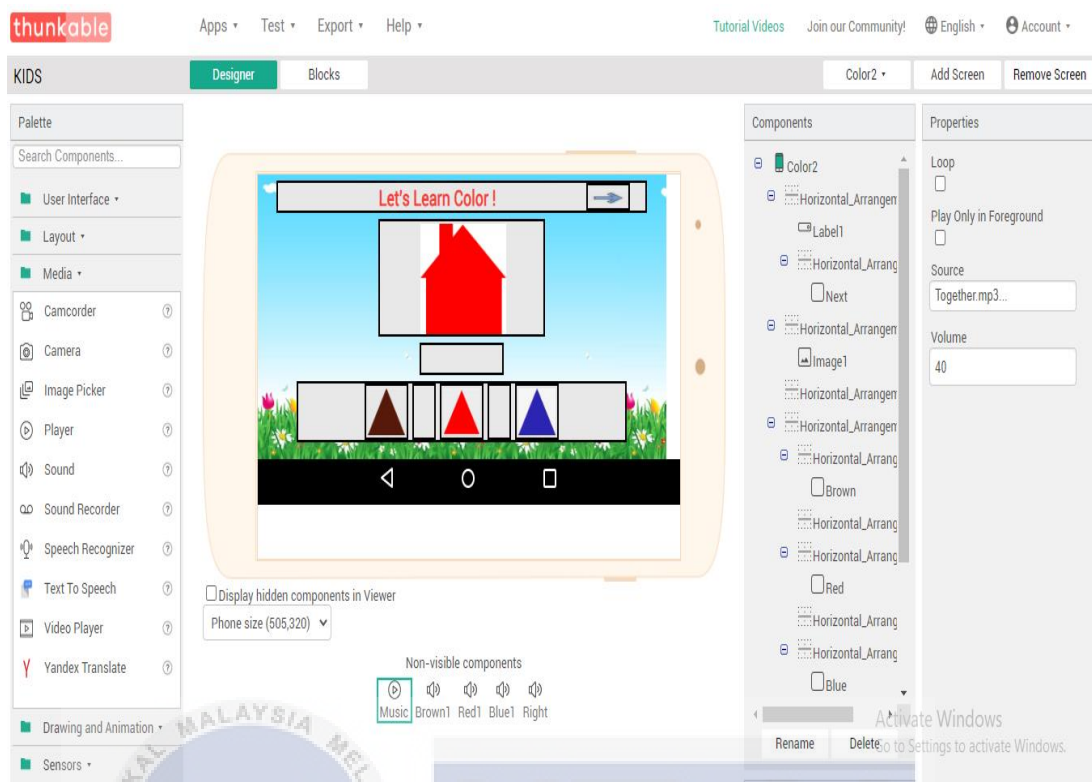 thunkable
Apps Test Export Help
Tutorial Videos Join our Community! English Account
KIDS
Designer Blocks
Color2 Add Screen Remove Screen
Palette
Search Components...
User Interface
Layout
Media
Camcorder
Camera
Image Picker
Player
Sound
Sound Recorder
Speech Recognizer
Text To Speech
Video Player
Yandex Translate
Drawing and Animation
Sensors
Let's Learn Color !
Display hidden components in Viewer
Phone size (505,320)
Non-visible components
Music Brown1 Red1 Blue1 Right
Components
Color2
Horizontal_Arrangem
Label1
Horizontal_Arrang
Next
Horizontal_Arrangem
Image1
Horizontal_Arrangem
Horizontal_Arrangem
Horizontal_Arrang
Brown
Horizontal_Arrang
Horizontal_Arrang
Red
Horizontal_Arrang
Horizontal_Arrang
Blue
Rename Delete
Properties
Loop
Play Only in Foreground
Source
Together.mp3...
Volume
40
Activate Windows
Go to Settings to activate Windows.
MALAYSIA